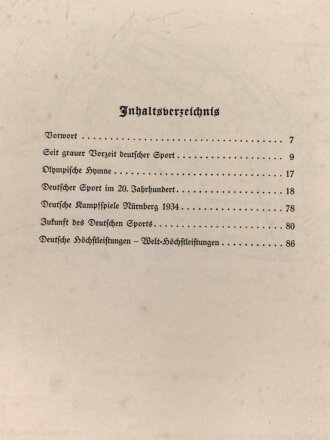 Inhaltsverzeichnis
Vorwort . . . . . . . . . . . . . . . . . . . . . . . . . . . . . . . . . 7
Seit grauer Vorzeit deutscher Sport . . . . . . . . . . . . . . . . . . . . 9
Olympische Hymne . . . . . . . . . . . . . . . . . . . . . . . . . . . . 17
Deutscher Sport im 20. Jahrhundert . . . . . . . . . . . . . . . . . . . . 18
Deutsche Kampfspiele Nürnberg 1934 . . . . . . . . . . . . . . . . . . . 78
Zukunft des Deutschen Sports . . . . . . . . . . . . . . . . . . . . . . . 80
Deutsche Höchstleistungen – Welt-Höchstleistungen . . . . . . . . . . . . 86